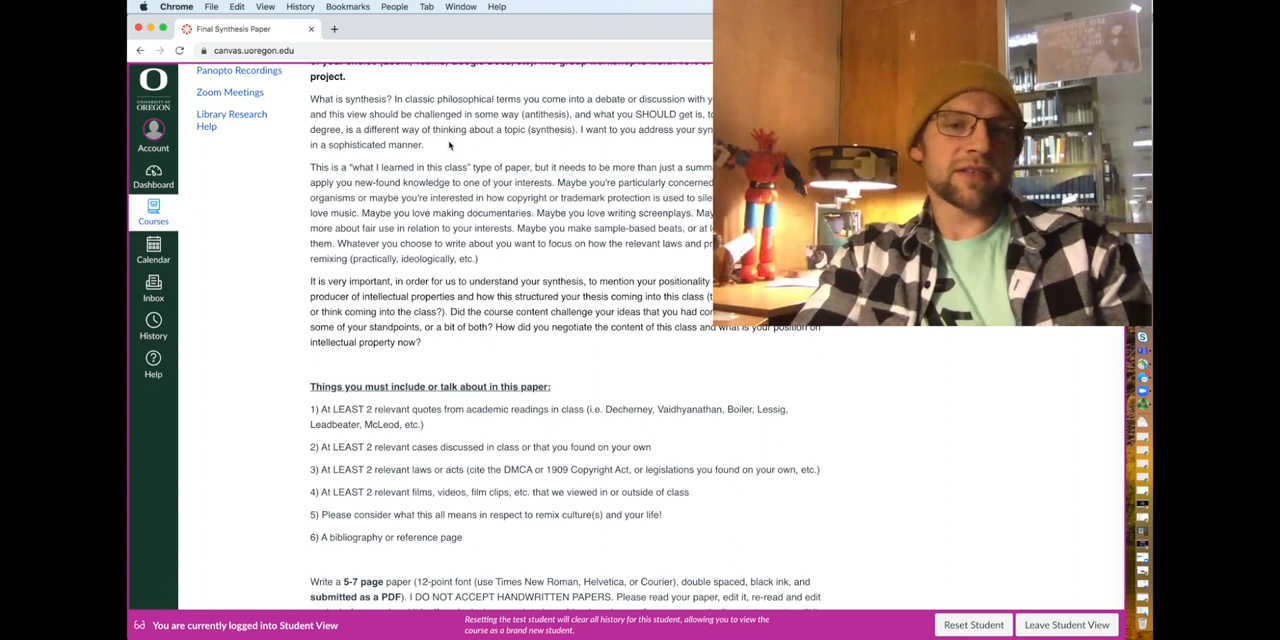 Chrome File Edit View History Bookmarks People Tab Window Help
Final Synthesis Paper
canvas.uoregon.edu
O
UNIVERSITY OF
OREGON
Account
Dashboard
Courses
Calendar
Inbox
History
Help
Panopto Recordings
Zoom Meetings
Library Research
Help
project.
What is synthesis? In classic philosophical terms you come into a debate or discussion with y
and this view should be challenged in some way (antithesis), and what you SHOULD get is, to
degree, is a different way of thinking about a topic (synthesis). I want to you address your syn
in a sophisticated manner.
This is a “what I learned in this class” type of paper, but it needs to be more than just a summ
apply you new-found knowledge to one of your interests. Maybe you're particularly concerned
organisms or maybe you're interested in how copyright or trademark protection is used to sile
love music. Maybe you love making documentaries. Maybe you love writing screenplays. May
more about fair use in relation to your interests. Maybe you make sample-based beats, or at l
them. Whatever you choose to write about you want to focus on how the relevant laws and pr
remixing (practically, ideologically, etc.)
It is very important, in order for us to understand your synthesis, to mention your positionality
producer of intellectual properties and how this structured your thesis coming into this class (t
or think coming into the class?). Did the course content challenge your ideas that you had con
some of your standpoints, or a bit of both? How did you negotiate the content of this class and what is your position on
intellectual property now?
Things you must include or talk about in this paper:
1) At LEAST 2 relevant quotes from academic readings in class (i.e. Decherney, Vaidhyanathan, Boiler, Lessig,
Leadbeater, McLeod, etc.)
2) At LEAST 2 relevant cases discussed in class or that you found on your own
3) At LEAST 2 relevant laws or acts (cite the DMCA or 1909 Copyright Act, or legislations you found on your own, etc.)
4) At LEAST 2 relevant films, videos, film clips, etc. that we viewed in or outside of class
5) Please consider what this all means in respect to remix culture(s) and your life!
6) A bibliography or reference page
Write a 5-7 page paper (12-point font (use Times New Roman, Helvetica, or Courier), double spaced, black ink, and
submitted as a PDF). I DO NOT ACCEPT HANDWRITTEN PAPERS. Please read your paper, edit it, re-read and edit
You are currently logged into Student View
Resetting the test student will clear all history for this student, allowing you to view the
course as a brand new student.
Reset Student
Leave Student View